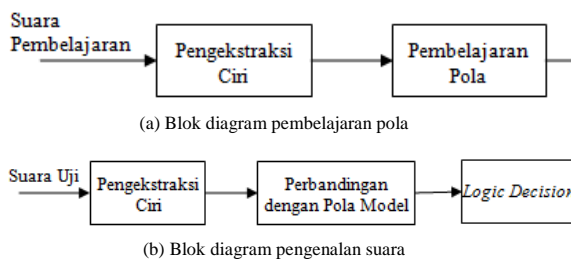 Suara
Pembelajaran
Pengekstraksi
Ciri
Pembelajaran
Pola
(a) Blok diagram pembelajaran pola
Suara Uji
Pengekstraksi
Ciri
Perbandingan
dengan Pola Model
Logic Decision
(b) Blok diagram pengenalan suara